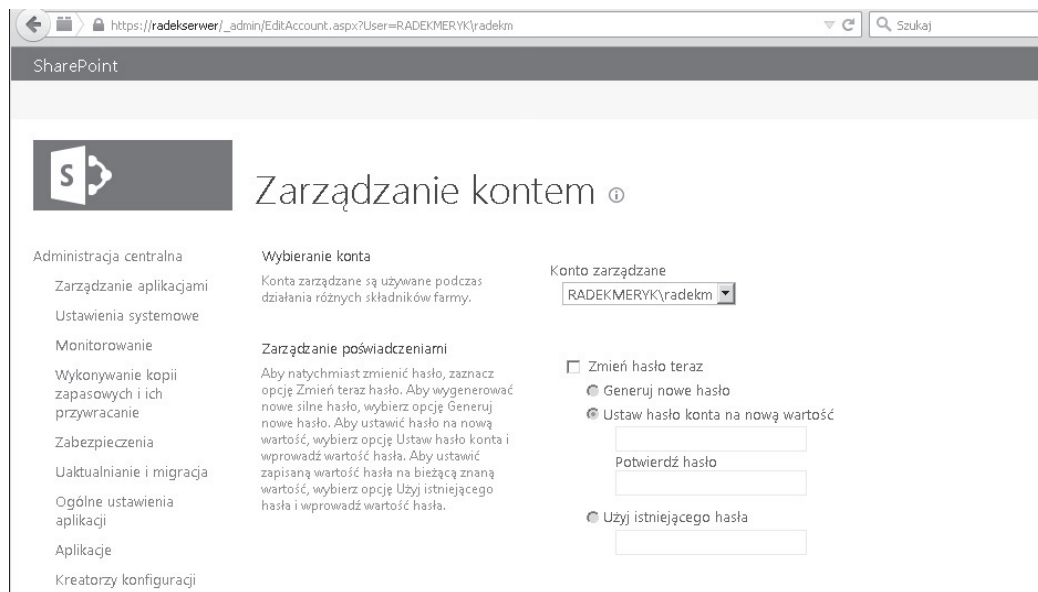 https://radekserwer/_admin/EditAccount.aspx?User=RADEKMERYK\radekm
Szukaj
SharePoint
S
Zarządzanie kontem
Administracja centralna
Zarządzanie aplikacjami
Ustawienia systemowe
Monitorowanie
Wykonywanie kopii
zapasowych i ich
przywracanie
Zabezpieczenia
Uaktualnianie i migracja
Ogólne ustawienia
aplikacji
Aplikacje
Kreatorzy konfiguracji
Wybieranie konta
Konta zarządzane są używane podczas
działania różnych składników farmy.
Konto zarządzane
RADEKMERYK\radekm
Zarządzanie poświadczeniami
Aby natychmiast zmienić hasło, zaznacz
opcję Zmień teraz hasło. Aby wygenerować
nowe silne hasło, wybierz opcję Generuj
nowe hasło. Aby ustawić hasło na nową
wartość, wybierz opcję Ustaw hasło konta i
wprowadź wartość hasła. Aby ustawić
zapisaną wartość hasła na bieżącą znaną
wartość, wybierz opcję Użyj istniejącego
hasła i wprowadź wartość hasła.
Zmień hasło teraz
Generuj nowe hasło
Ustaw hasło konta na nową wartość
Potwierdź hasło
Użyj istniejącego hasła